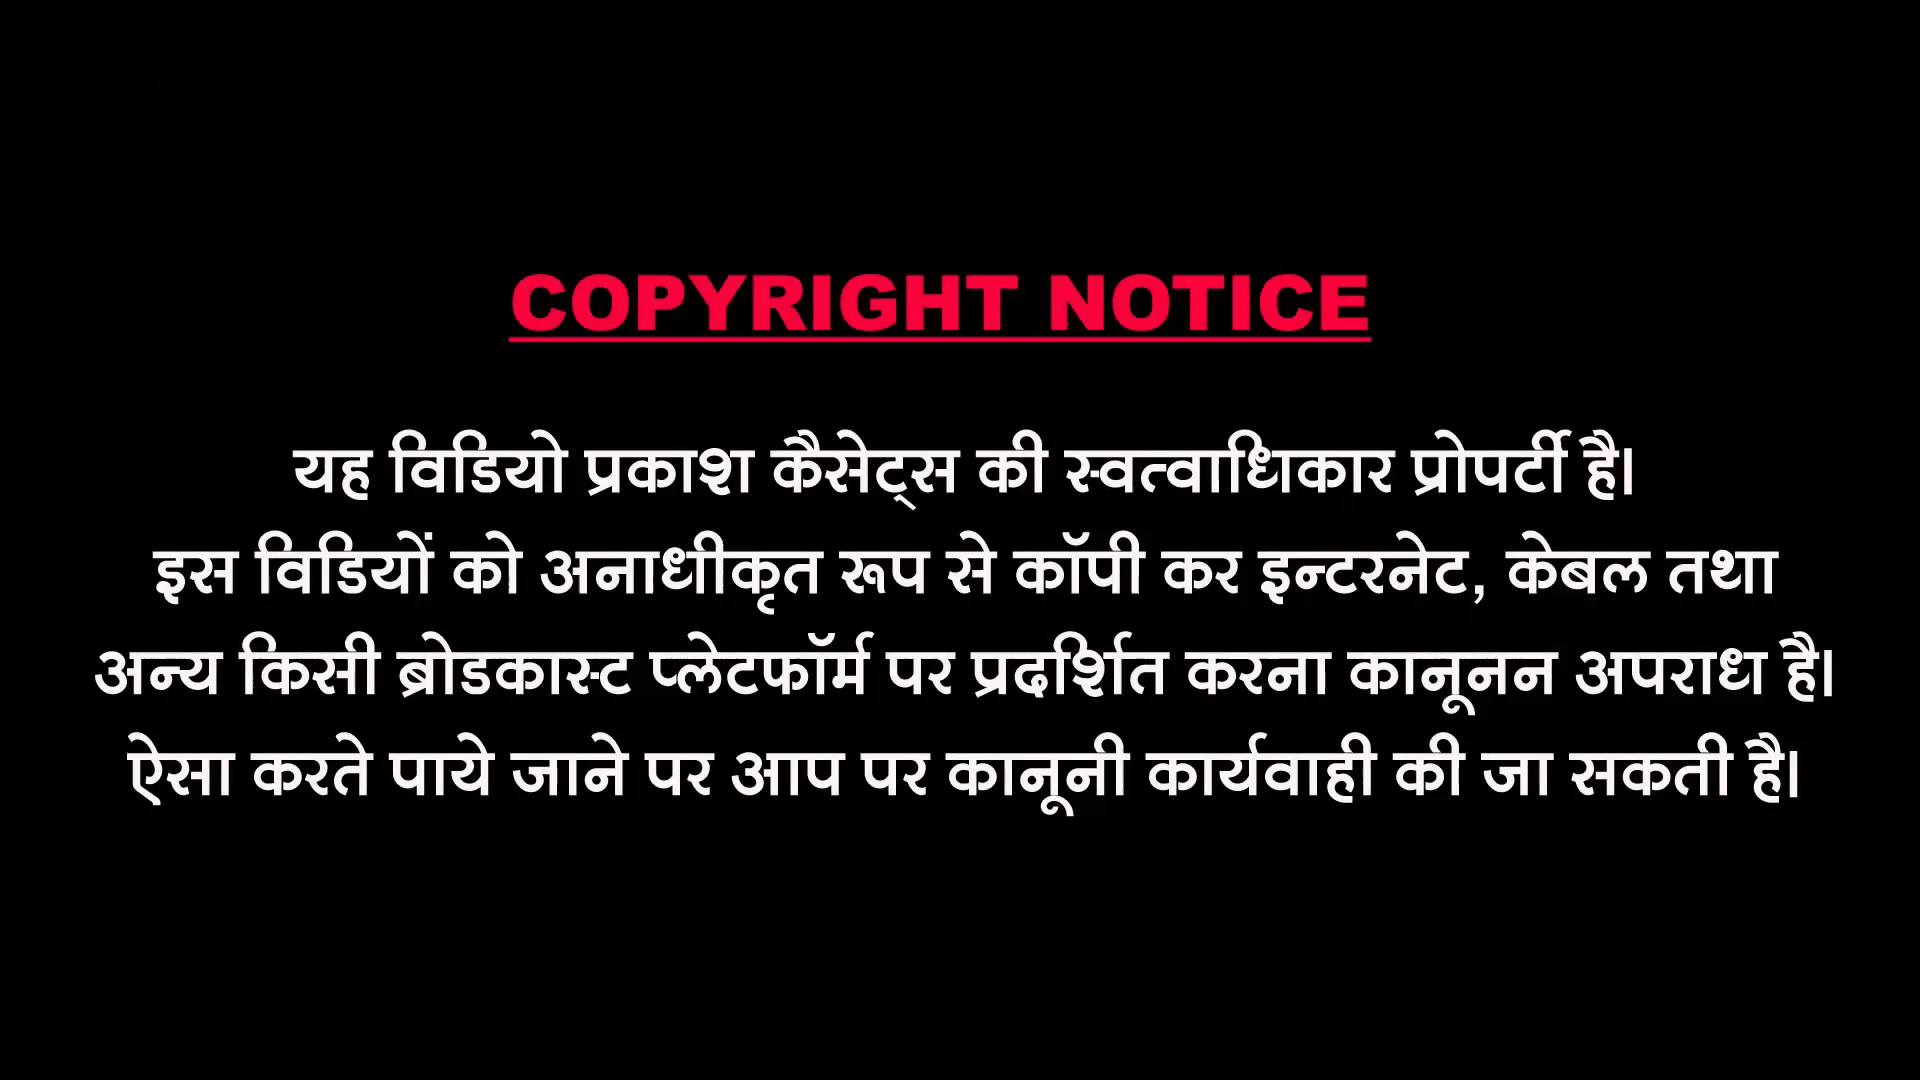 COPYRIGHT NOTICE
यह विडियो प्रकाश कैसेट्स की स्वत्वाधिकार प्रोपर्टी है।
इस विडियों को अनाधीकृत रूप से कॉपी कर इन्टरनेट, केबल तथा
अन्य किसी ब्रोडकास्ट प्लेटफॉर्म पर प्रदर्शित करना कानूनन अपराध है।
ऐसा करते पाये जाने पर आप पर कानूनी कार्यवाही की जा सकती है।